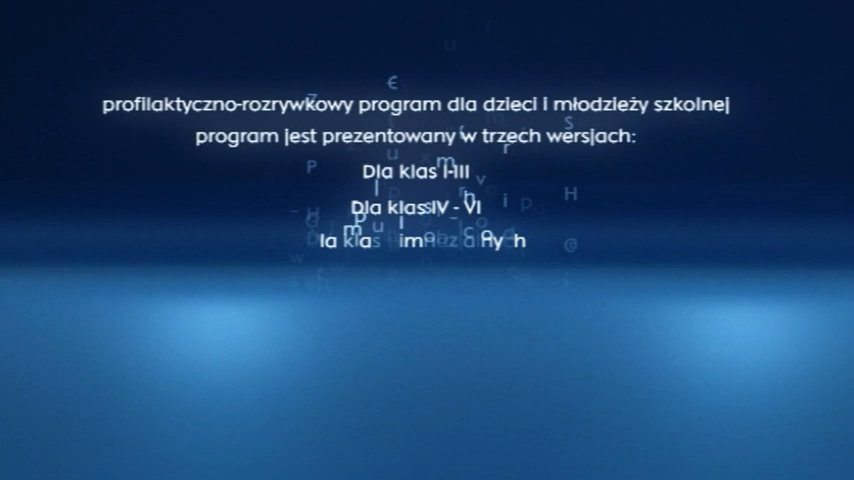 profilaktyczno-rozrywkowy program dla dzieci i młodzieży szkolnej
program jest prezentowany w trzech wersjach:
Dla klas I-III
Dla klas IV - VI